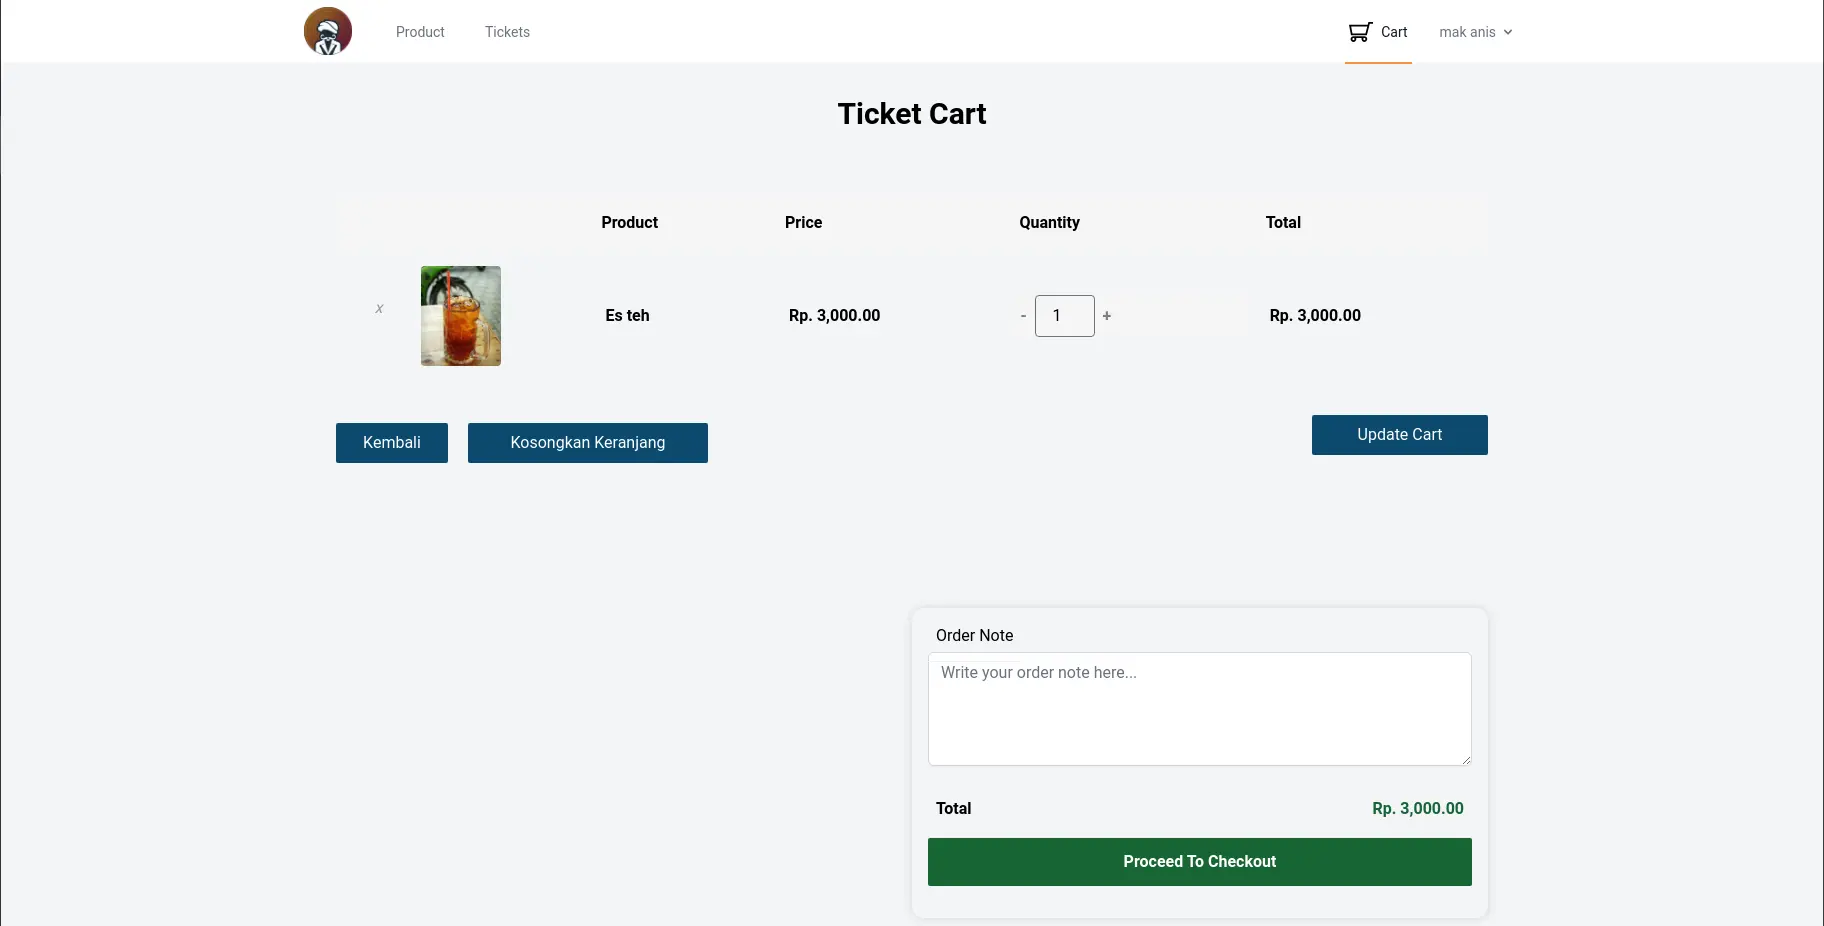 Product Tickets Cart mak anis
Ticket Cart
Product Price Quantity Total
x Es teh Rp. 3,000.00 - 1 + Rp. 3,000.00
Kembali Kosongkan Keranjang Update Cart
Order Note
Write your order note here...
Total Rp. 3,000.00
Proceed To Checkout